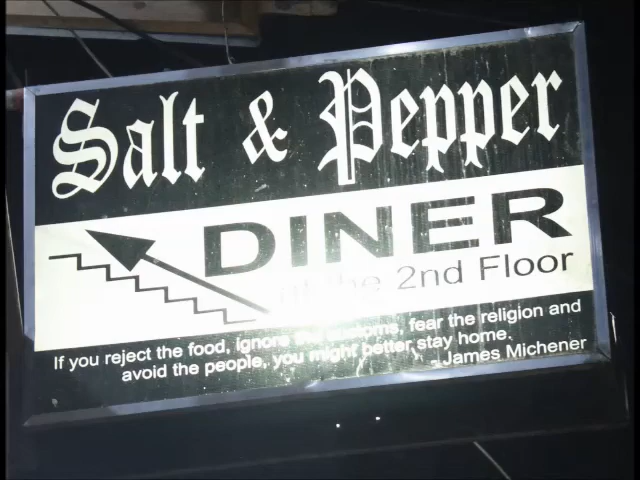 Salt & Pepper
DINER
the 2nd Floor
If you reject the food, ignore the customs, fear the religion and
avoid the people, you might better stay home.
- James Michener